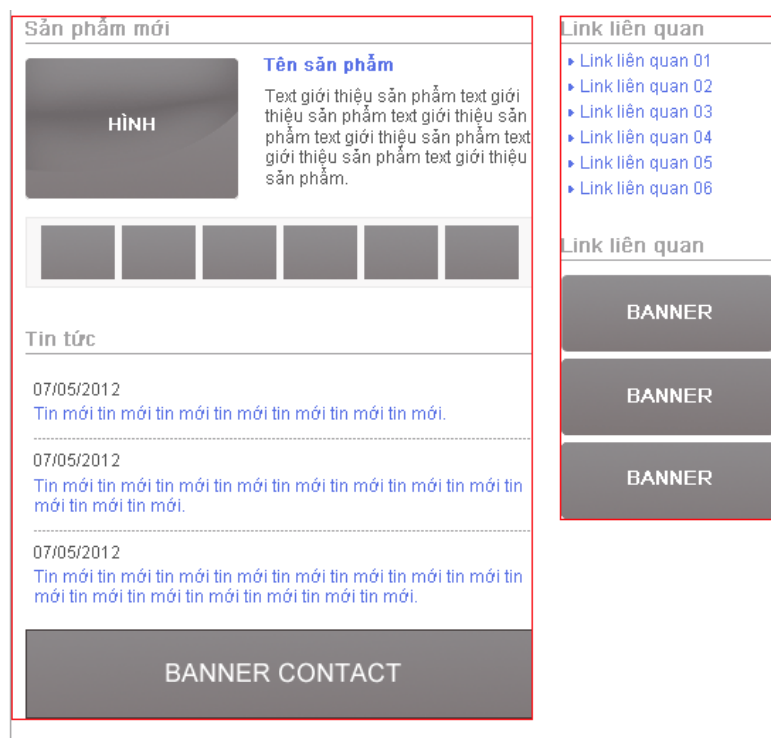 Sản phẩm mới
HÌNH
Tên sản phẩm
Text giới thiệu sản phẩm text giới
thiệu sản phẩm text giới thiệu sản
phẩm text giới thiệu sản phẩm text
giới thiệu sản phẩm text giới thiệu
sản phẩm.
Tin tức
07/05/2012
Tin mới tin mới tin mới tin mới tin mới tin mới tin mới.
07/05/2012
Tin mới tin mới tin mới tin mới tin mới tin mới tin mới tin
mới tin mới tin mới.
07/05/2012
Tin mới tin mới tin mới tin mới tin mới tin mới tin mới tin
mới tin mới tin mới tin mới tin mới tin mới tin mới.
BANNER CONTACT
Link liên quan
Link liên quan 01
Link liên quan 02
Link liên quan 03
Link liên quan 04
Link liên quan 05
Link liên quan 06
Link liên quan
BANNER
BANNER
BANNER